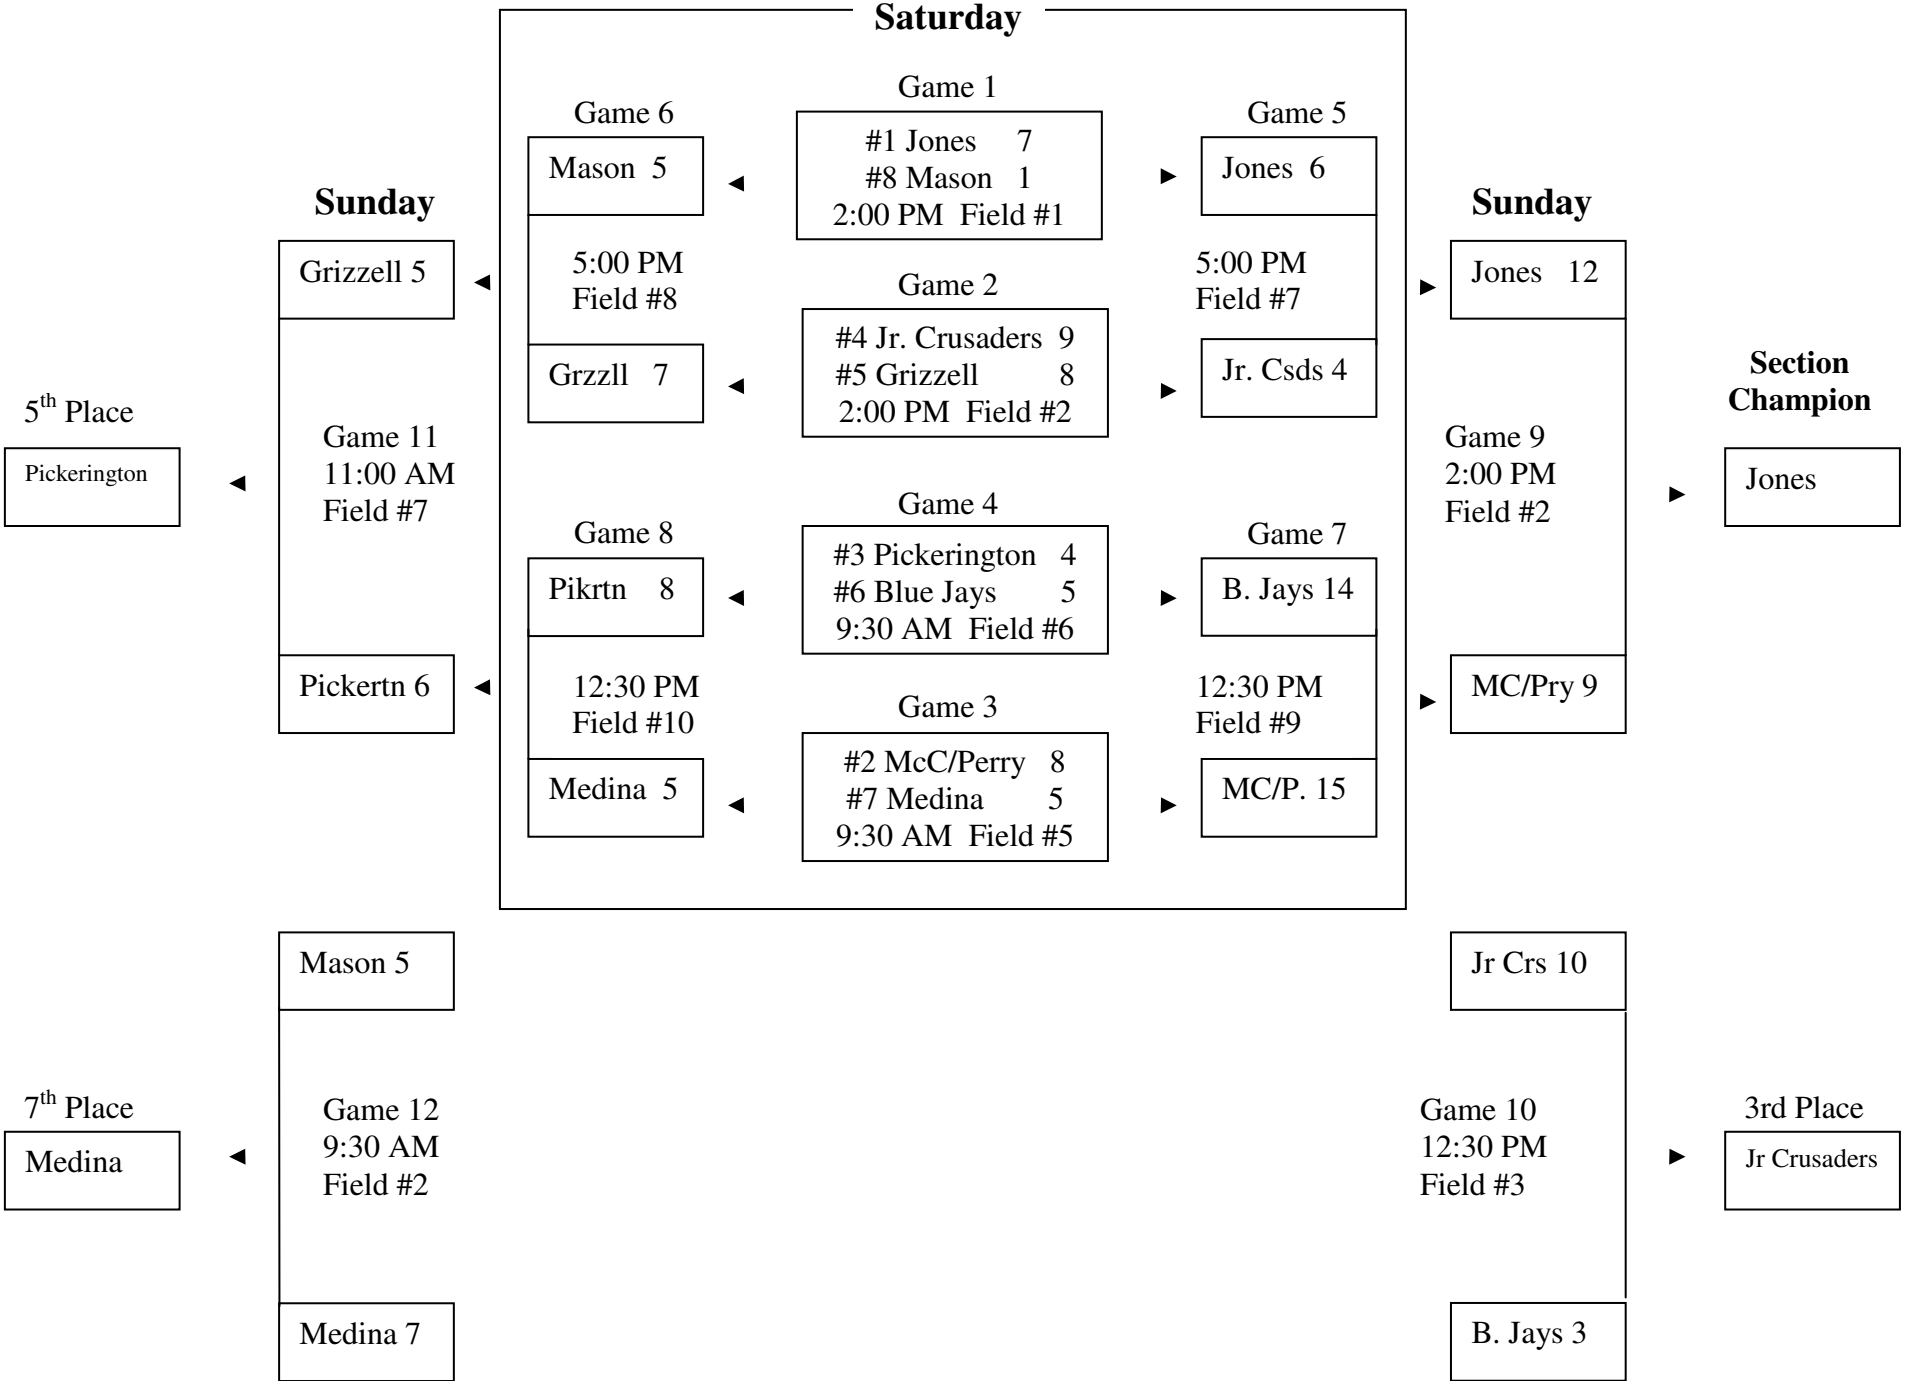 Saturday
Game 1
Game 6
Game 5
#1 Jones 7
#8 Mason 1
2:00 PM Field #1
Mason 5
Jones 6
Sunday
Sunday
Grizzell 5
5:00 PM
Field #8
Game 2
5:00 PM
Field #7
Jones 12
#4 Jr. Crusaders 9
#5 Grizzell 8
2:00 PM Field #2
Grzzll 7
Jr. Csds 4
Section
Champion
5th Place
Pickerington
Game 11
11:00 AM
Field #7
Game 9
2:00 PM
Field #2
Jones
Game 4
Game 8
Game 7
#3 Pickerington 4
#6 Blue Jays 5
9:30 AM Field #6
Pikrtn 8
B. Jays 14
Pickertn 6
12:30 PM
Field #10
Game 3
12:30 PM
Field #9
MC/Pry 9
#2 McC/Perry 8
#7 Medina 5
9:30 AM Field #5
Medina 5
MC/P. 15
Mason 5
Jr Crs 10
7th Place
Medina
Game 12
9:30 AM
Field #2
Game 10
12:30 PM
Field #3
3rd Place
Jr Crusaders
Medina 7
B. Jays 3